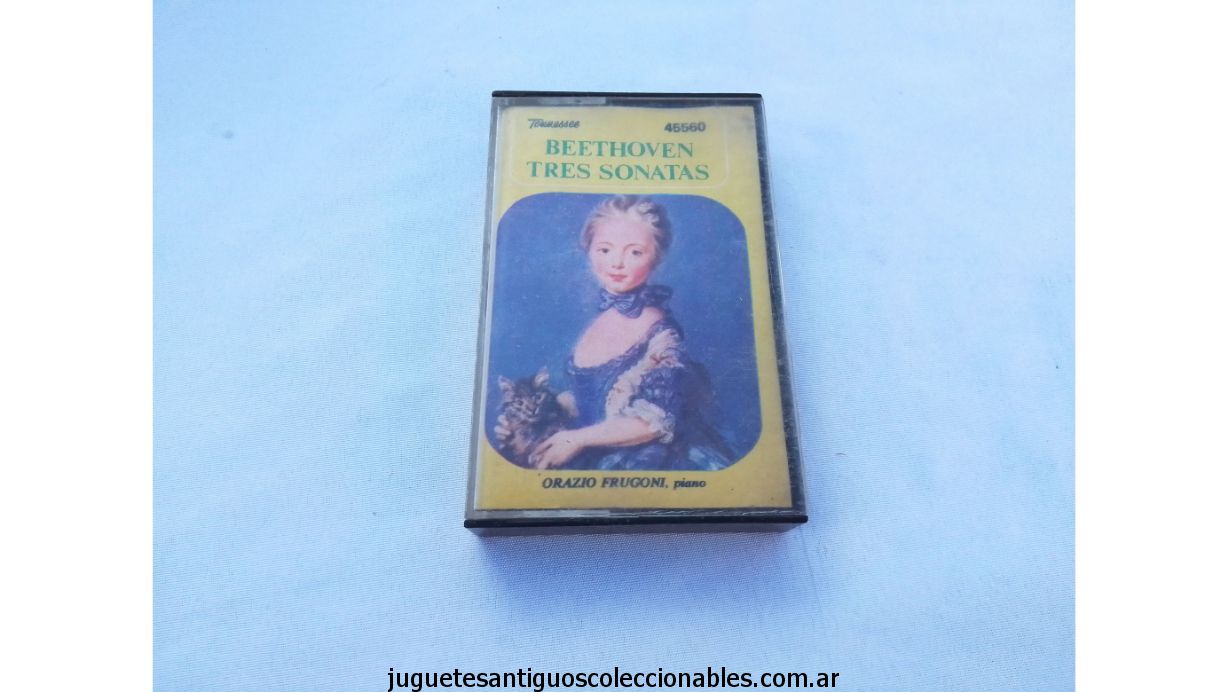 Tennessee 45560
BEETHOVEN
TRES SONATAS
ORAZIO FRUGONI, piano
juguetesantiguoscoleccionables.com.ar